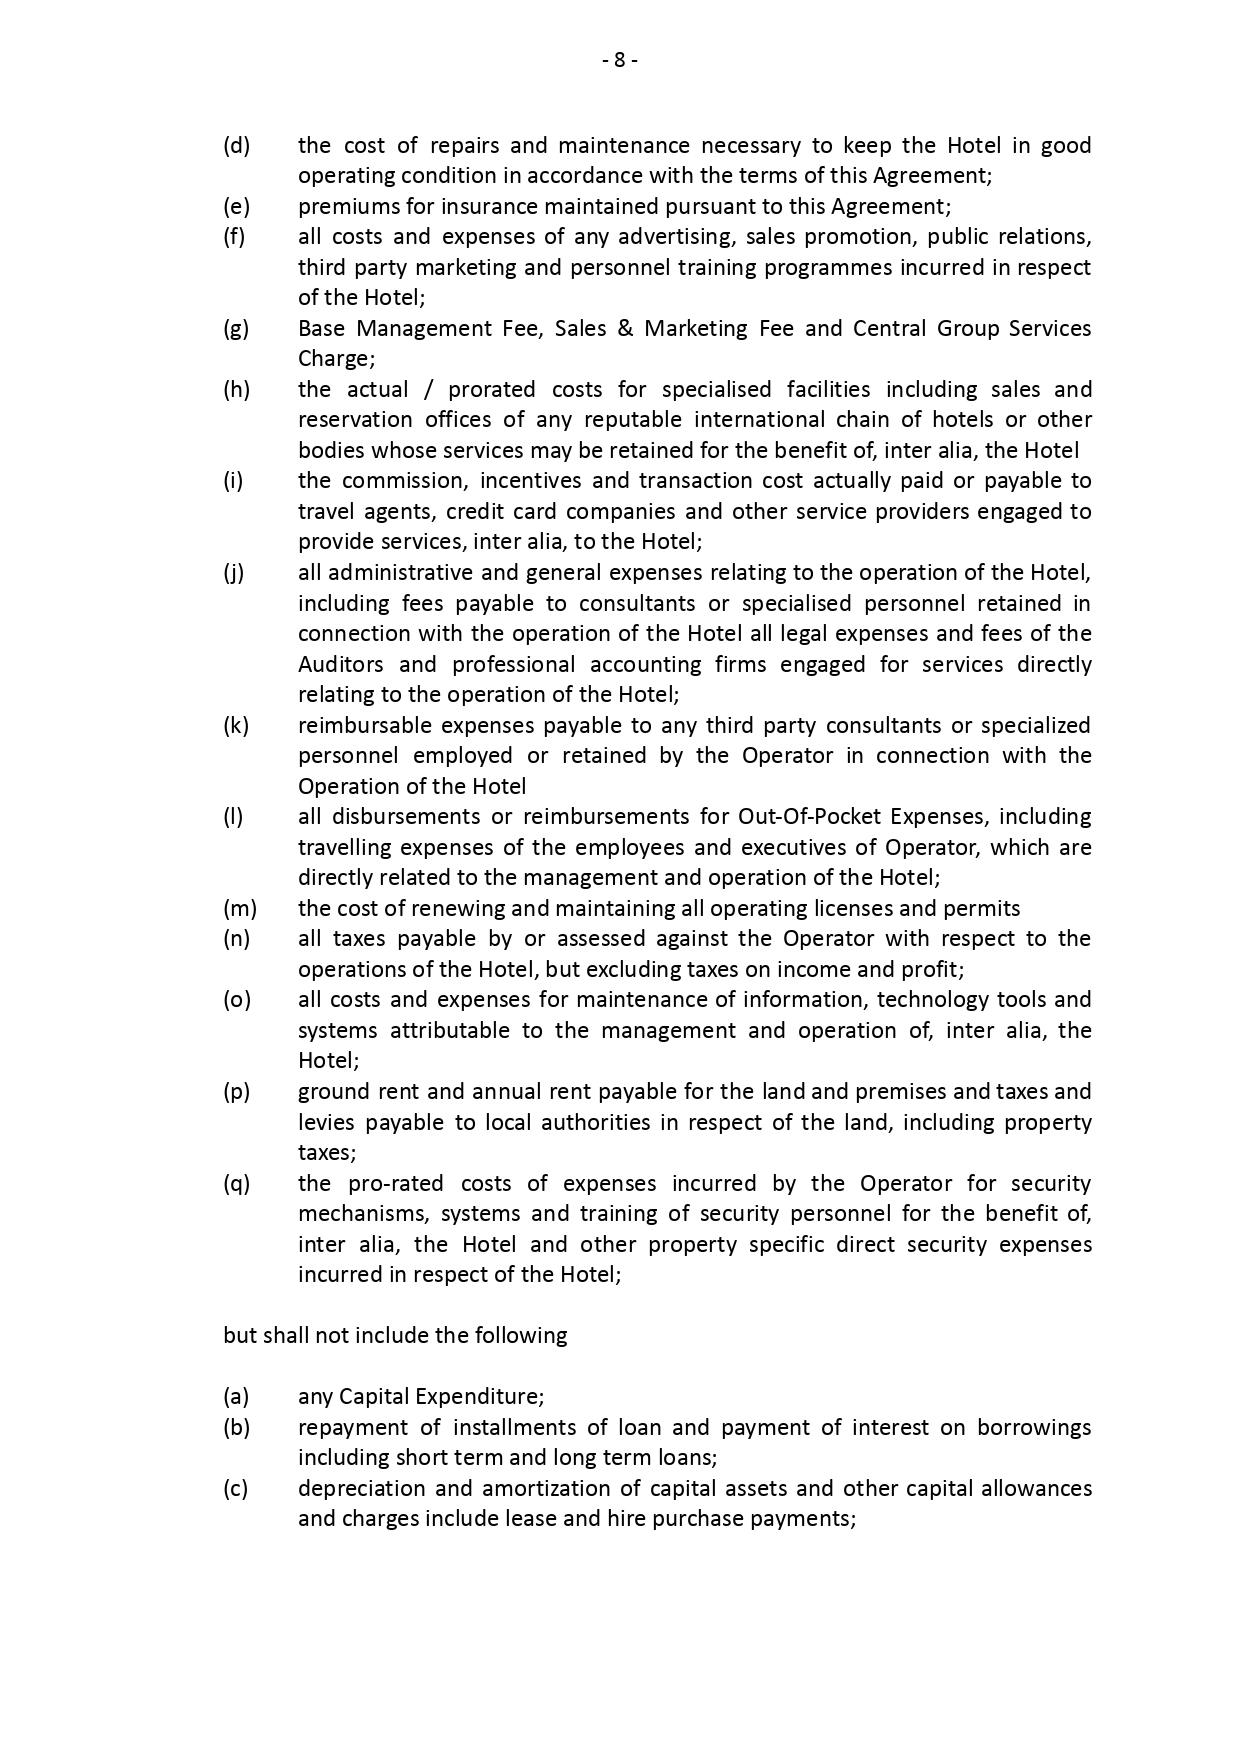 - 8 -
(d) the cost of repairs and maintenance necessary to keep the Hotel in good
operating condition in accordance with the terms of this Agreement;
(e) premiums for insurance maintained pursuant to this Agreement;
(f) all costs and expenses of any advertising, sales promotion, public relations,
third party marketing and personnel training programmes incurred in respect
of the Hotel;
(g) Base Management Fee, Sales & Marketing Fee and Central Group Services
Charge;
(h) the actual / prorated costs for specialised facilities including sales and
reservation offices of any reputable international chain of hotels or other
bodies whose services may be retained for the benefit of, inter alia, the Hotel
(i) the commission, incentives and transaction cost actually paid or payable to
travel agents, credit card companies and other service providers engaged to
provide services, inter alia, to the Hotel;
(j) all administrative and general expenses relating to the operation of the Hotel,
including fees payable to consultants or specialised personnel retained in
connection with the operation of the Hotel all legal expenses and fees of the
Auditors and professional accounting firms engaged for services directly
relating to the operation of the Hotel;
(k) reimbursable expenses payable to any third party consultants or specialized
personnel employed or retained by the Operator in connection with the
Operation of the Hotel
(l) all disbursements or reimbursements for Out-Of-Pocket Expenses, including
travelling expenses of the employees and executives of Operator, which are
directly related to the management and operation of the Hotel;
(m) the cost of renewing and maintaining all operating licenses and permits
(n) all taxes payable by or assessed against the Operator with respect to the
operations of the Hotel, but excluding taxes on income and profit;
(o) all costs and expenses for maintenance of information, technology tools and
systems attributable to the management and operation of, inter alia, the
Hotel;
(p) ground rent and annual rent payable for the land and premises and taxes and
levies payable to local authorities in respect of the land, including property
taxes;
(q) the pro-rated costs of expenses incurred by the Operator for security
mechanisms, systems and training of security personnel for the benefit of,
inter alia, the Hotel and other property specific direct security expenses
incurred in respect of the Hotel;
but shall not include the following
(a) any Capital Expenditure;
(b) repayment of installments of loan and payment of interest on borrowings
including short term and long term loans;
(c) depreciation and amortization of capital assets and other capital allowances
and charges include lease and hire purchase payments;